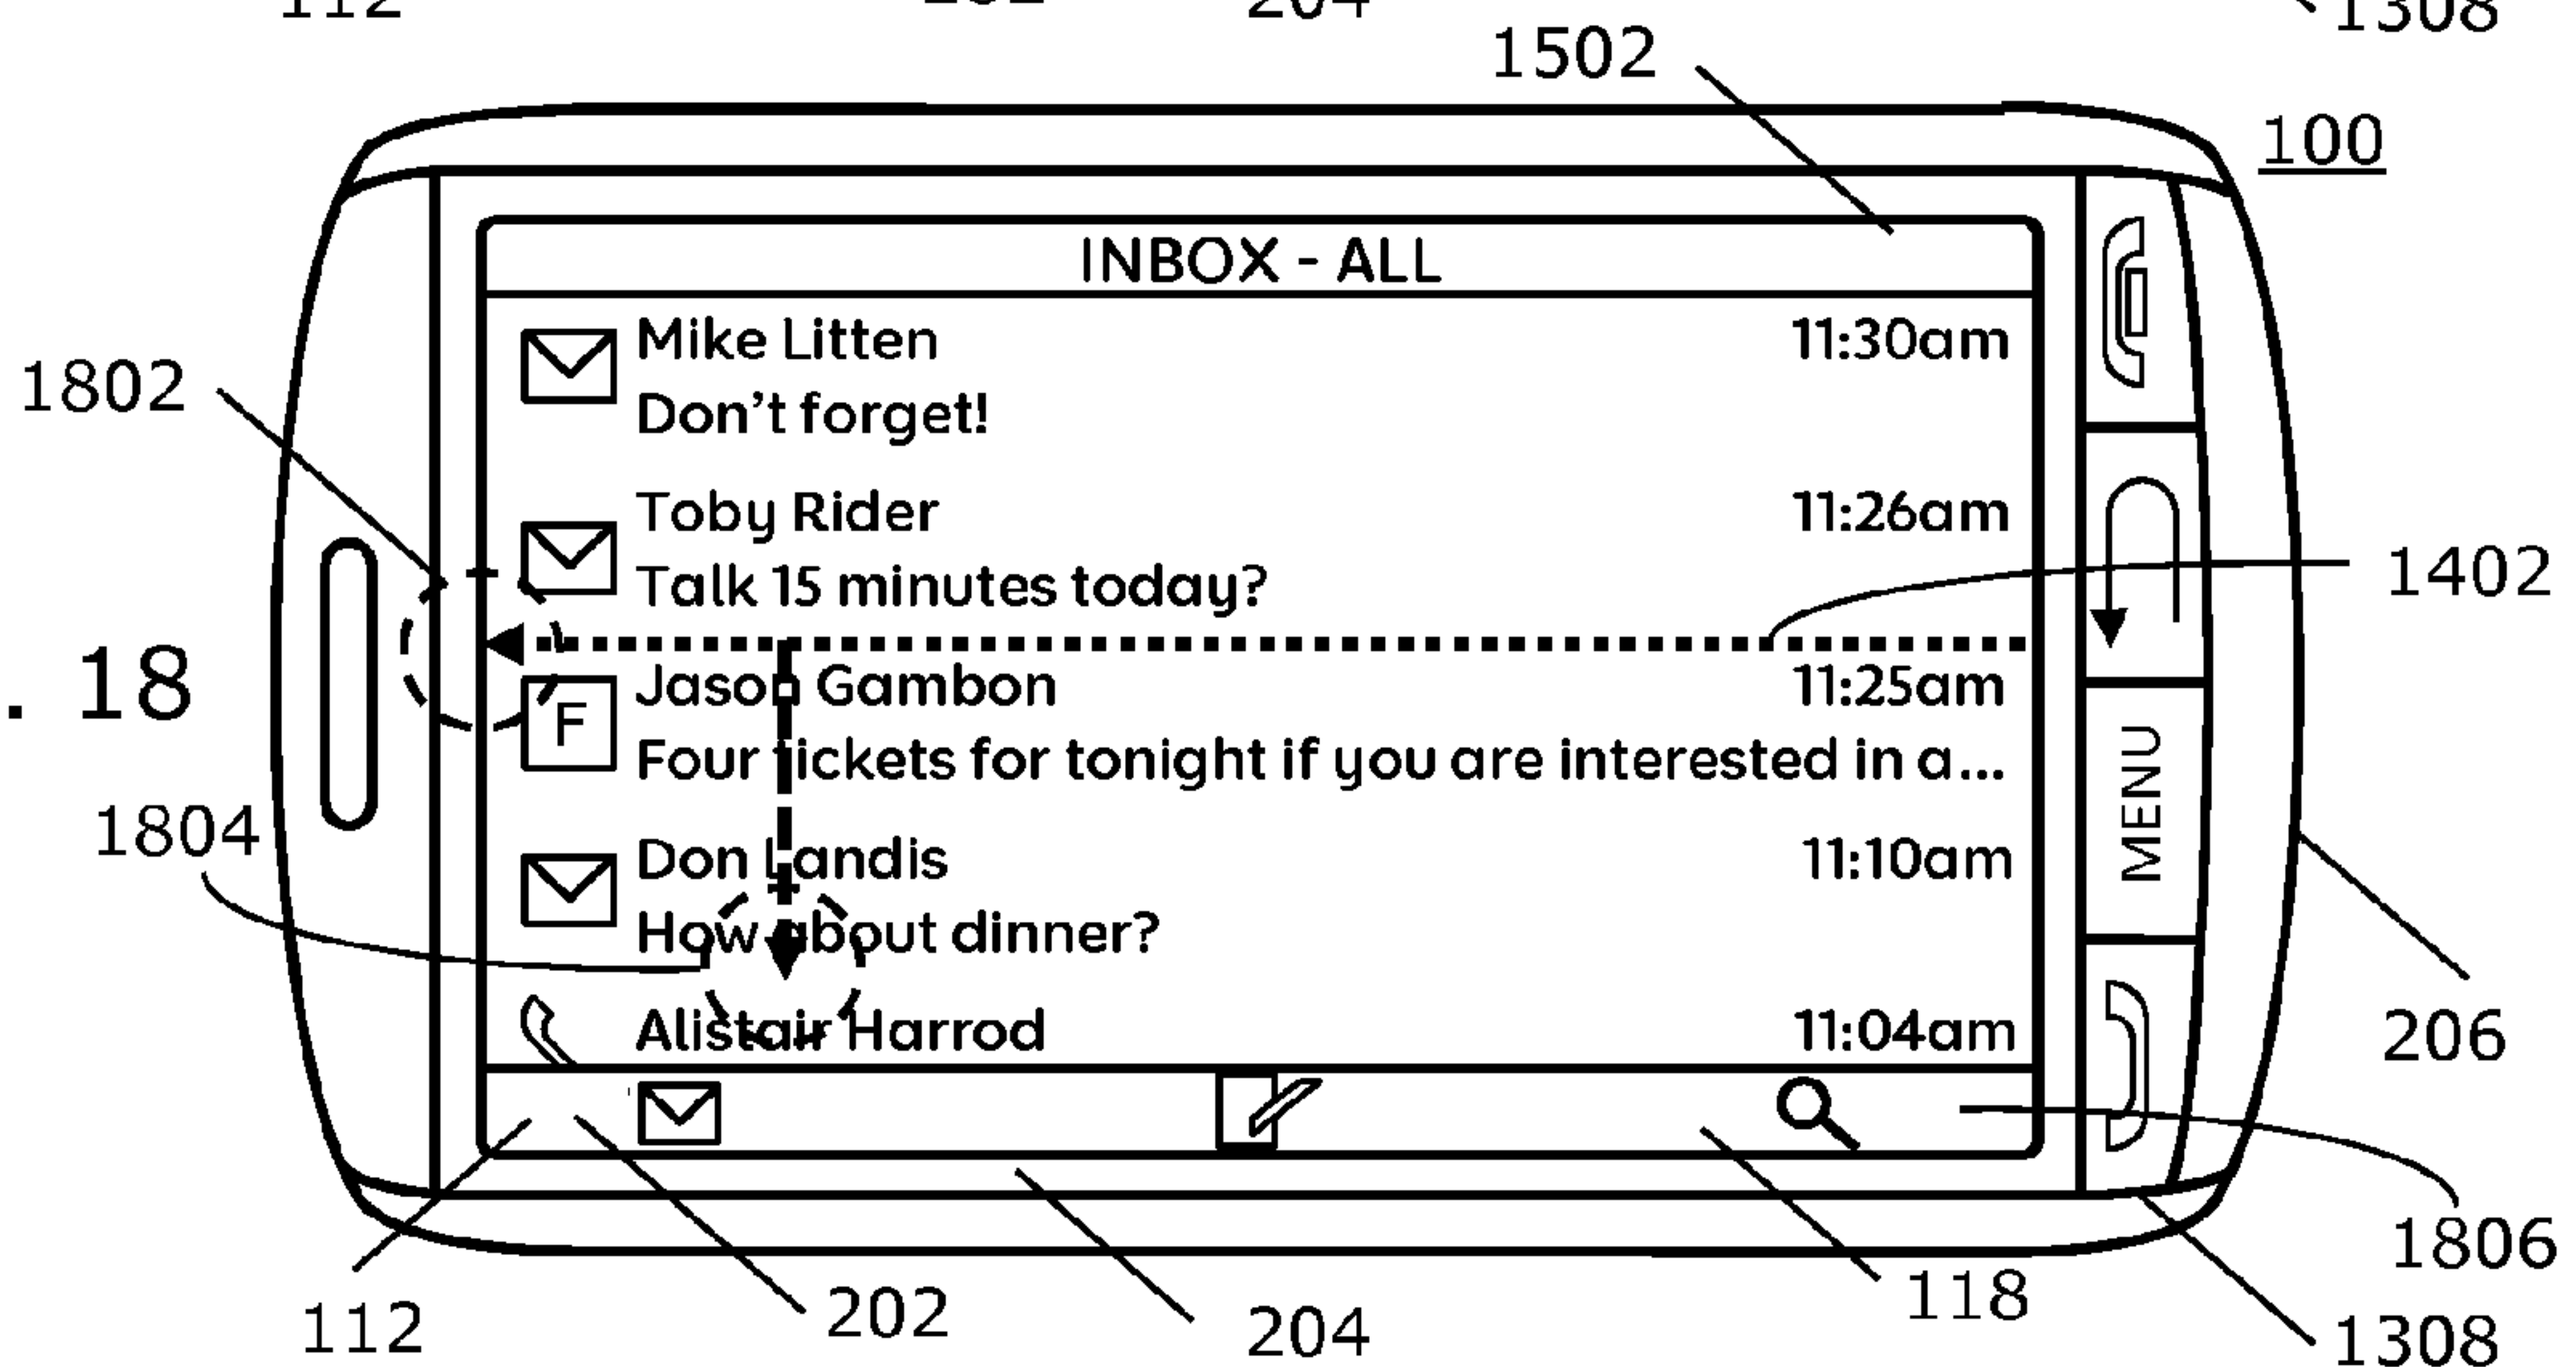 112 202 204 1308
1502
100
INBOX - ALL
Mike Litten 11:30am
Don't forget!
1802
Toby Rider 11:26am
Talk 15 minutes today?
1402
. 18
Jason Gambon 11:25am
F
Four tickets for tonight if you are interested in a...
MENU
1804
Don Landis 11:10am
How about dinner?
Alistair Harrod 11:04am
206
1806
112 202 204 118 1308